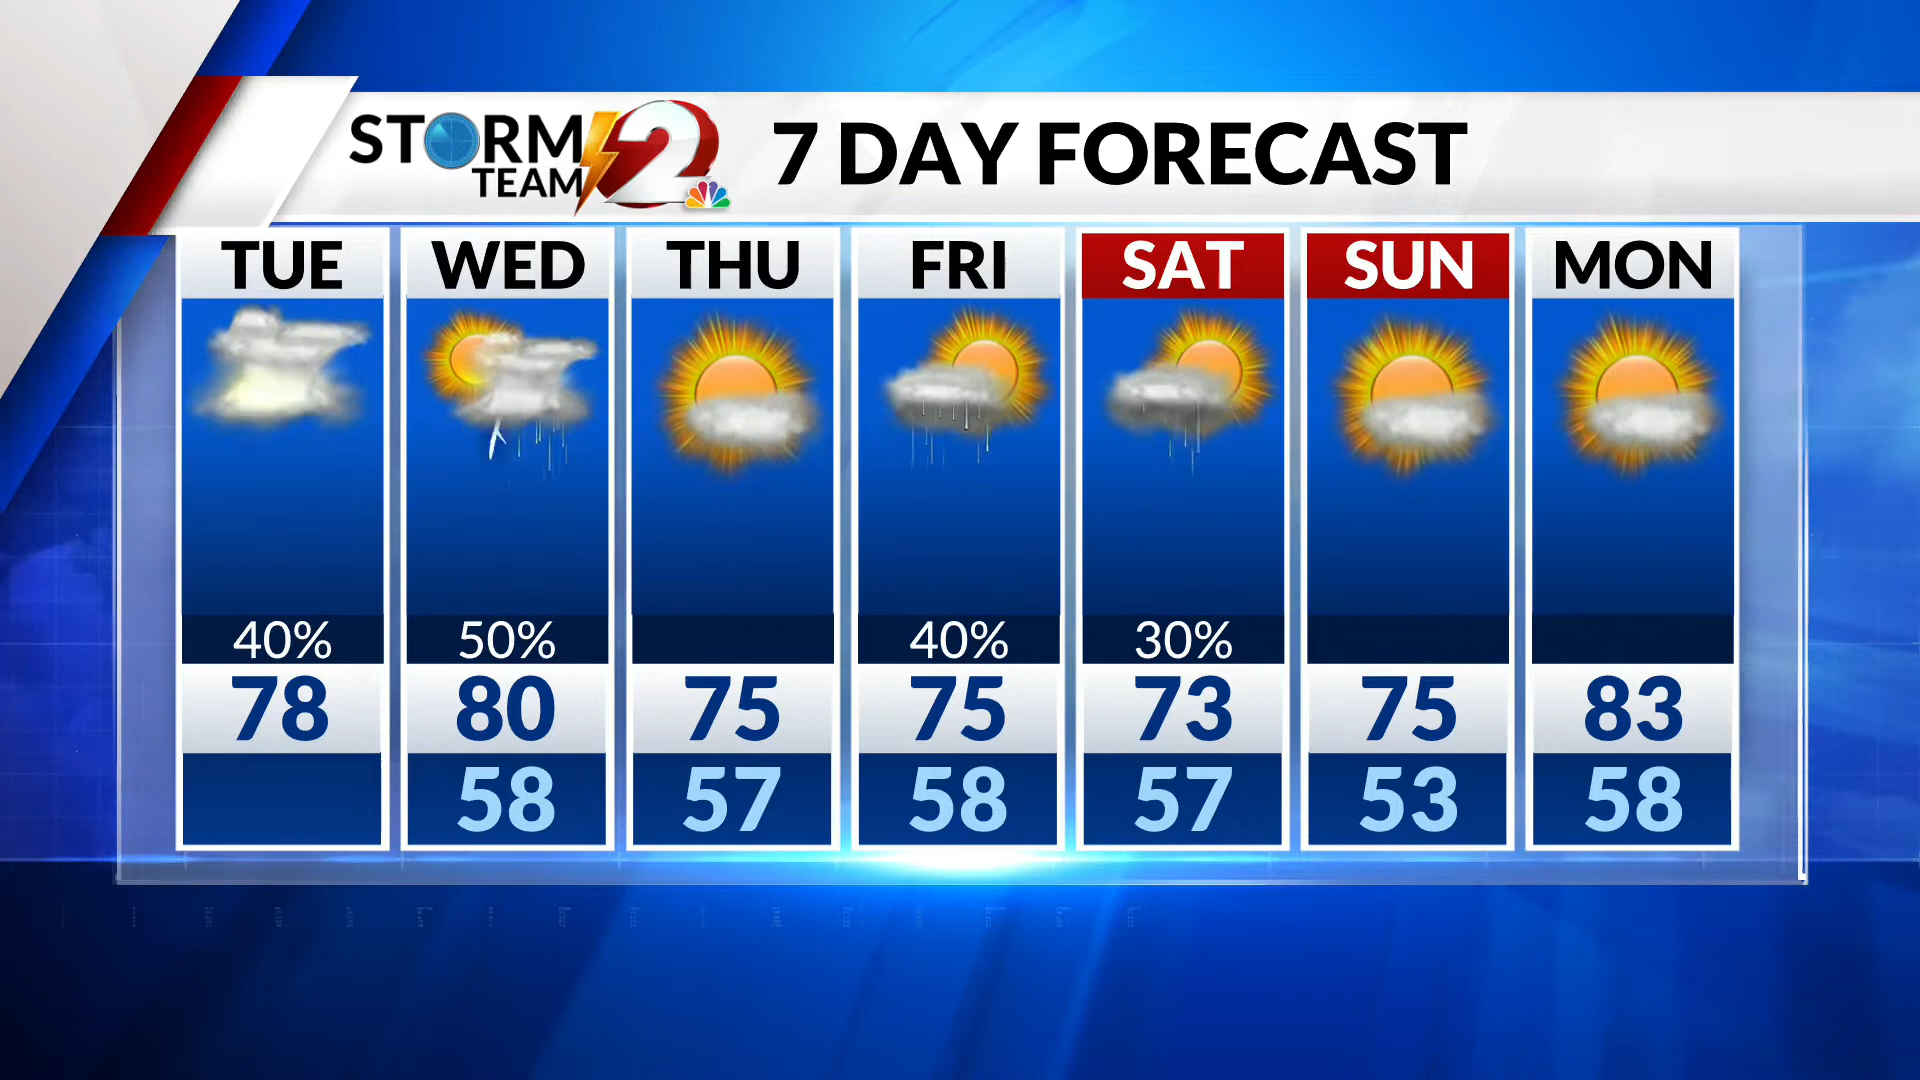 STORM
TEAM
2
7 DAY FORECAST
TUE WED THU FRI SAT SUN MON
40% 50% 40% 30%
78 80 75 75 73 75 83
58 57 58 57 53 58